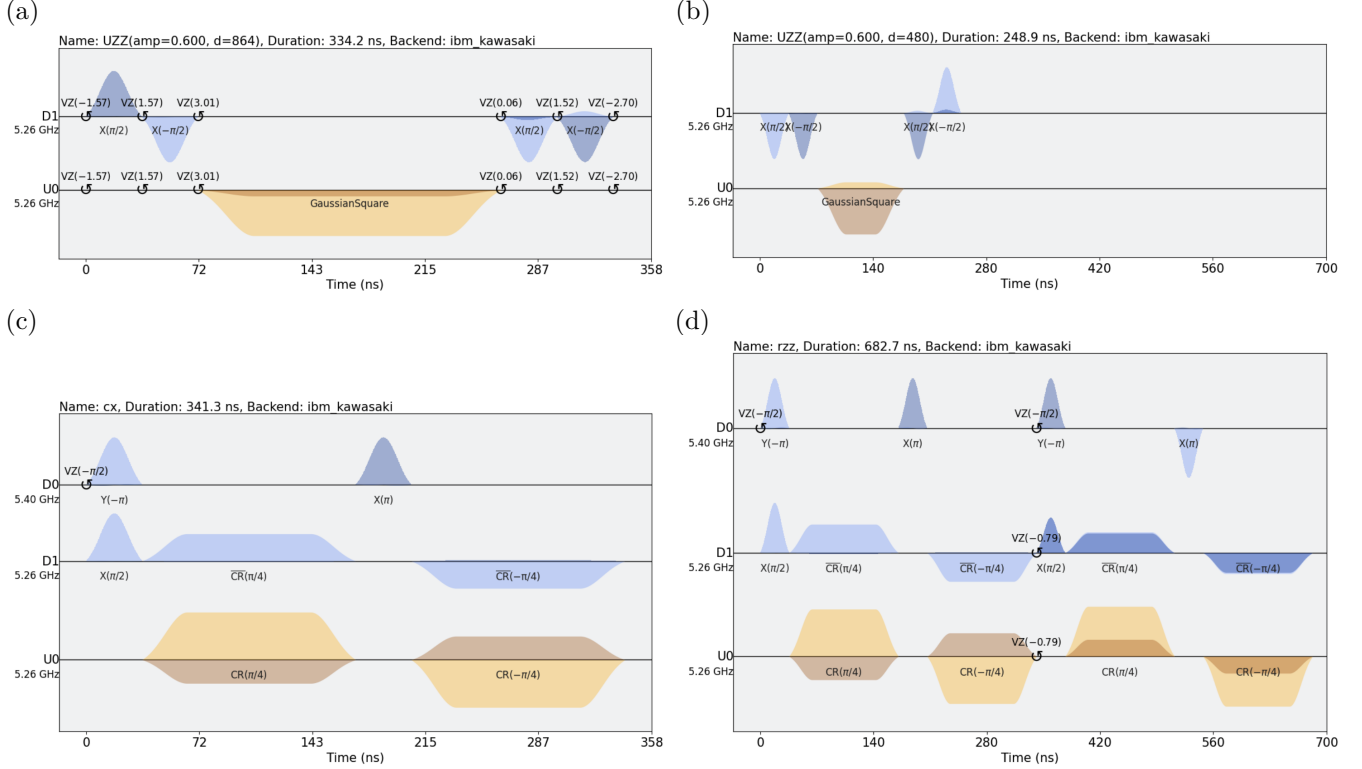 (a)
Name: UZZ(amp=0.600, d=864), Duration: 334.2 ns, Backend: ibm_kawasaki
VZ(−1.57) VZ(1.57) VZ(3.01) VZ(0.06) VZ(1.52) VZ(−2.70)
D1
5.26 GHz
X(π/2) X(−π/2) X(π/2) X(−π/2)
VZ(−1.57) VZ(1.57) VZ(3.01) VZ(0.06) VZ(1.52) VZ(−2.70)
U0
5.26 GHz
GaussianSquare
0 72 143 215 287 358
Time (ns)
(b)
Name: UZZ(amp=0.600, d=480), Duration: 248.9 ns, Backend: ibm_kawasaki
D1
5.26 GHz
X(π/2) X(−π/2) X(π/2) X(−π/2)
U0
5.26 GHz
GaussianSquare
0 140 280 420 560 700
Time (ns)
(c)
Name: cx, Duration: 341.3 ns, Backend: ibm_kawasaki
VZ(−π/2)
D0
5.40 GHz
Y(−π) X(π)
D1
5.26 GHz
X(π/2) C̅R̅(π/4) C̅R̅(−π/4)
U0
5.26 GHz
CR(π/4) CR(−π/4)
0 72 143 215 287 358
Time (ns)
(d)
Name: rzz, Duration: 682.7 ns, Backend: ibm_kawasaki
VZ(−π/2) VZ(−π/2)
D0
5.40 GHz
Y(−π) X(π) Y(−π) X(π)
VZ(−0.79)
D1
5.26 GHz
X(π/2) C̅R̅(π/4) C̅R̅(−π/4) X(π/2) C̅R̅(π/4) C̅R̅(−π/4)
VZ(−0.79)
U0
5.26 GHz
CR(π/4) CR(−π/4) CR(π/4) CR(−π/4)
0 140 280 420 560 700
Time (ns)